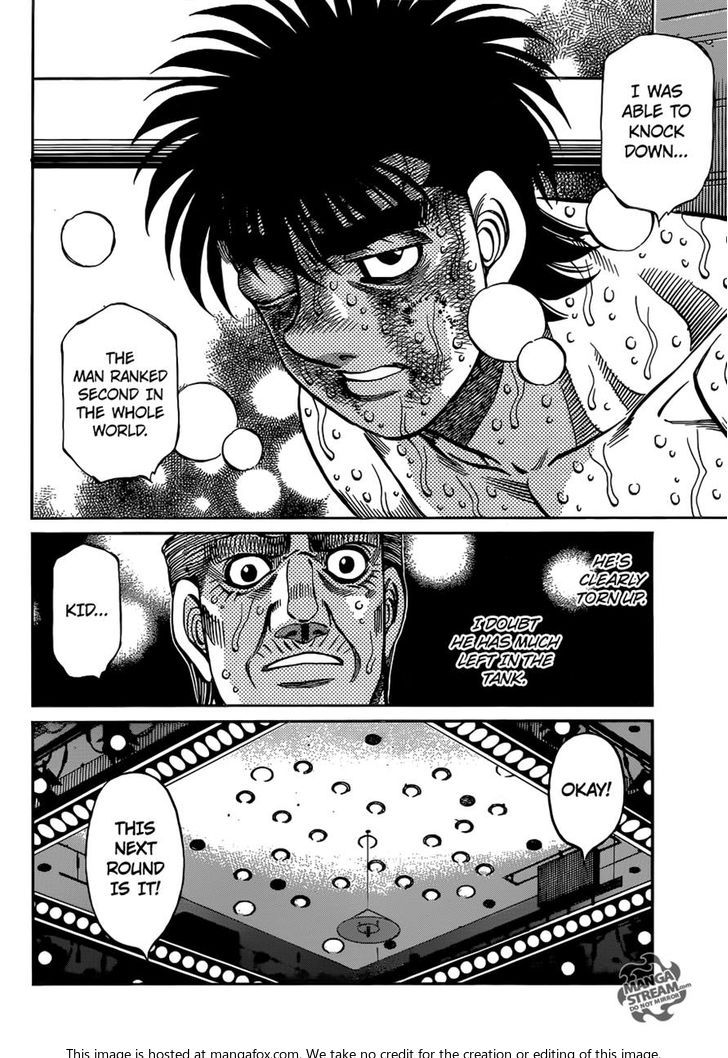 I WAS
ABLE TO
KNOCK
DOWN...
THE
MAN RANKED
SECOND IN
THE WHOLE
WORLD.
KID...
HE'S
CLEARLY
TORN UP.
I DOUBT
HE HAS MUCH
LEFT IN THE
TANK.
OKAY!
THIS
NEXT
ROUND
IS IT!
MANGA
STREAM.com
DO NOT MIRROR
This image is hosted at mangafox.com. We take no credit for the creation or editing of this image.